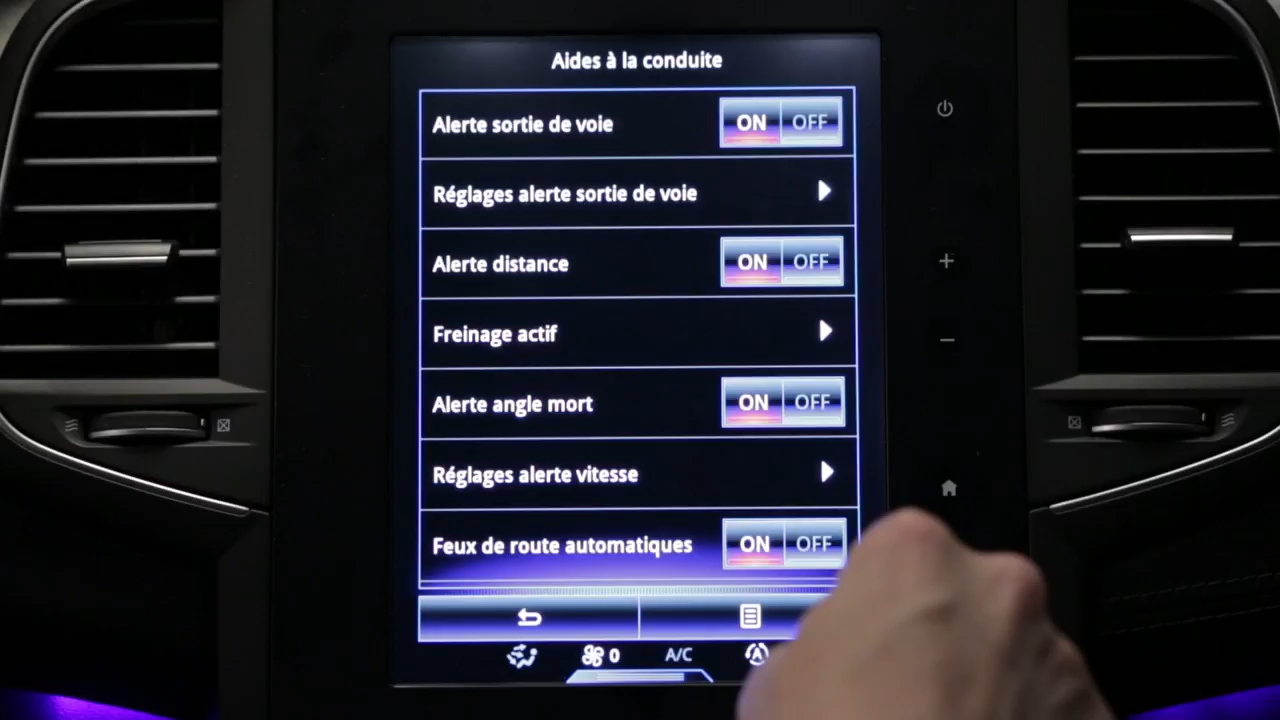 Aides à la conduite
Alerte sortie de voie ON OFF
Réglages alerte sortie de voie
Alerte distance ON OFF
Freinage actif
Alerte angle mort ON OFF
Réglages alerte vitesse
Feux de route automatiques ON OFF
0 A/C A